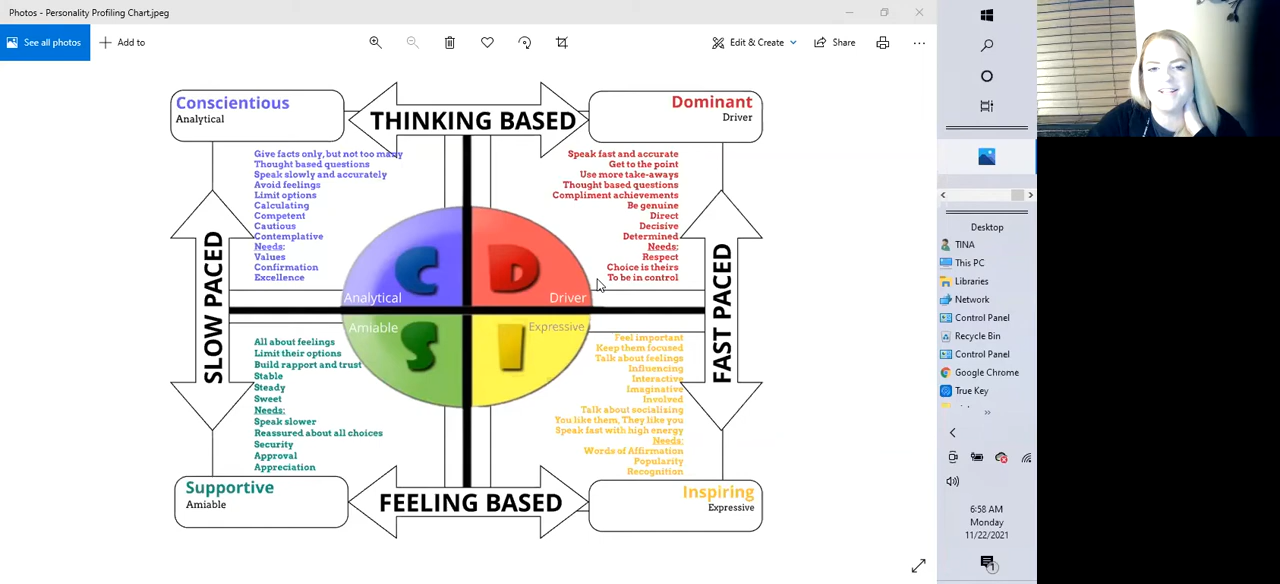 Photos - Personality Profiling Chart.jpeg
See all photos
Add to
Edit & Create
Share
Conscientious
Analytical
THINKING BASED
Dominant
Driver
Give facts only, but not too many
Thought based questions
Speak slowly and accurately
Avoid feelings
Limit options
Calculating
Competent
Cautious
Contemplative
Needs:
Values
Confirmation
Excellence
Speak fast and accurate
Get to the point
Use more take-aways
Thought based questions
Compliment achievements
Be genuine
Direct
Decisive
Determined
Needs:
Respect
Choice is theirs
To be in control
SLOW PACED
FAST PACED
C
D
Analytical
Driver
Amiable
Expressive
S
I
All about feelings
Limit their options
Build rapport and trust
Stable
Steady
Sweet
Needs:
Speak slower
Reassured about all choices
Security
Approval
Appreciation
Feel important
Keep them focused
Talk about feelings
Influencing
Interactive
Imaginative
Involved
Talk about socializing
You like them, They like you
Speak fast with high energy
Needs:
Words of Affirmation
Popularity
Recognition
Supportive
Amiable
FEELING BASED
Inspiring
Expressive
Desktop
TINA
This PC
Libraries
Network
Control Panel
Recycle Bin
Control Panel
Google Chrome
True Key
6:58 AM
Monday
11/22/2021
1